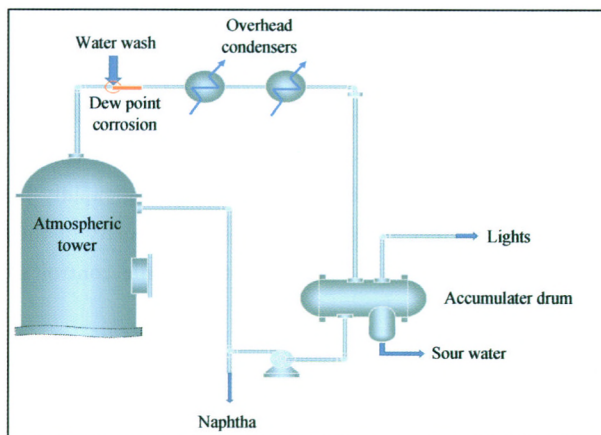 Water wash
Overhead
condensers
Dew point
corrosion
Atmospheric
tower
Lights
Accumulater drum
Sour water
Naphtha